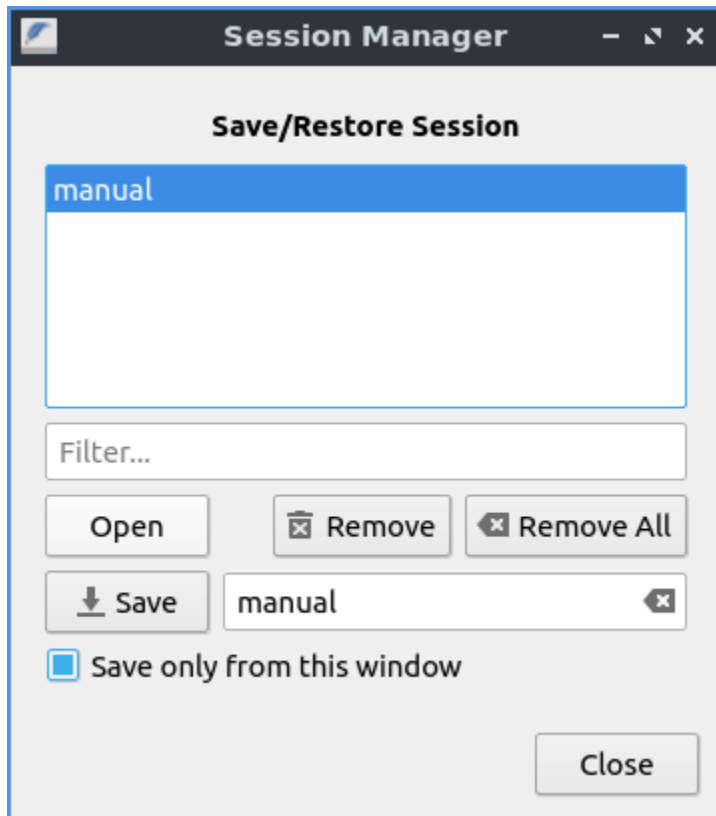 Session Manager
Save/Restore Session
manual
Filter...
Open Remove Remove All
Save manual
Save only from this window
Close